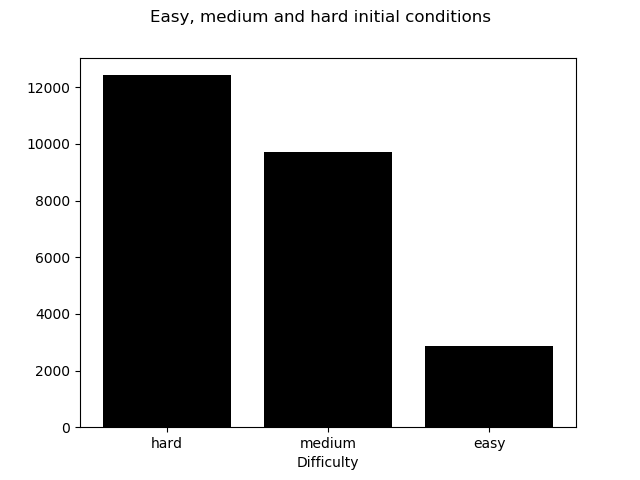 Easy, medium and hard initial conditions
12000
10000
8000
6000
4000
2000
0
hard medium easy
Difficulty